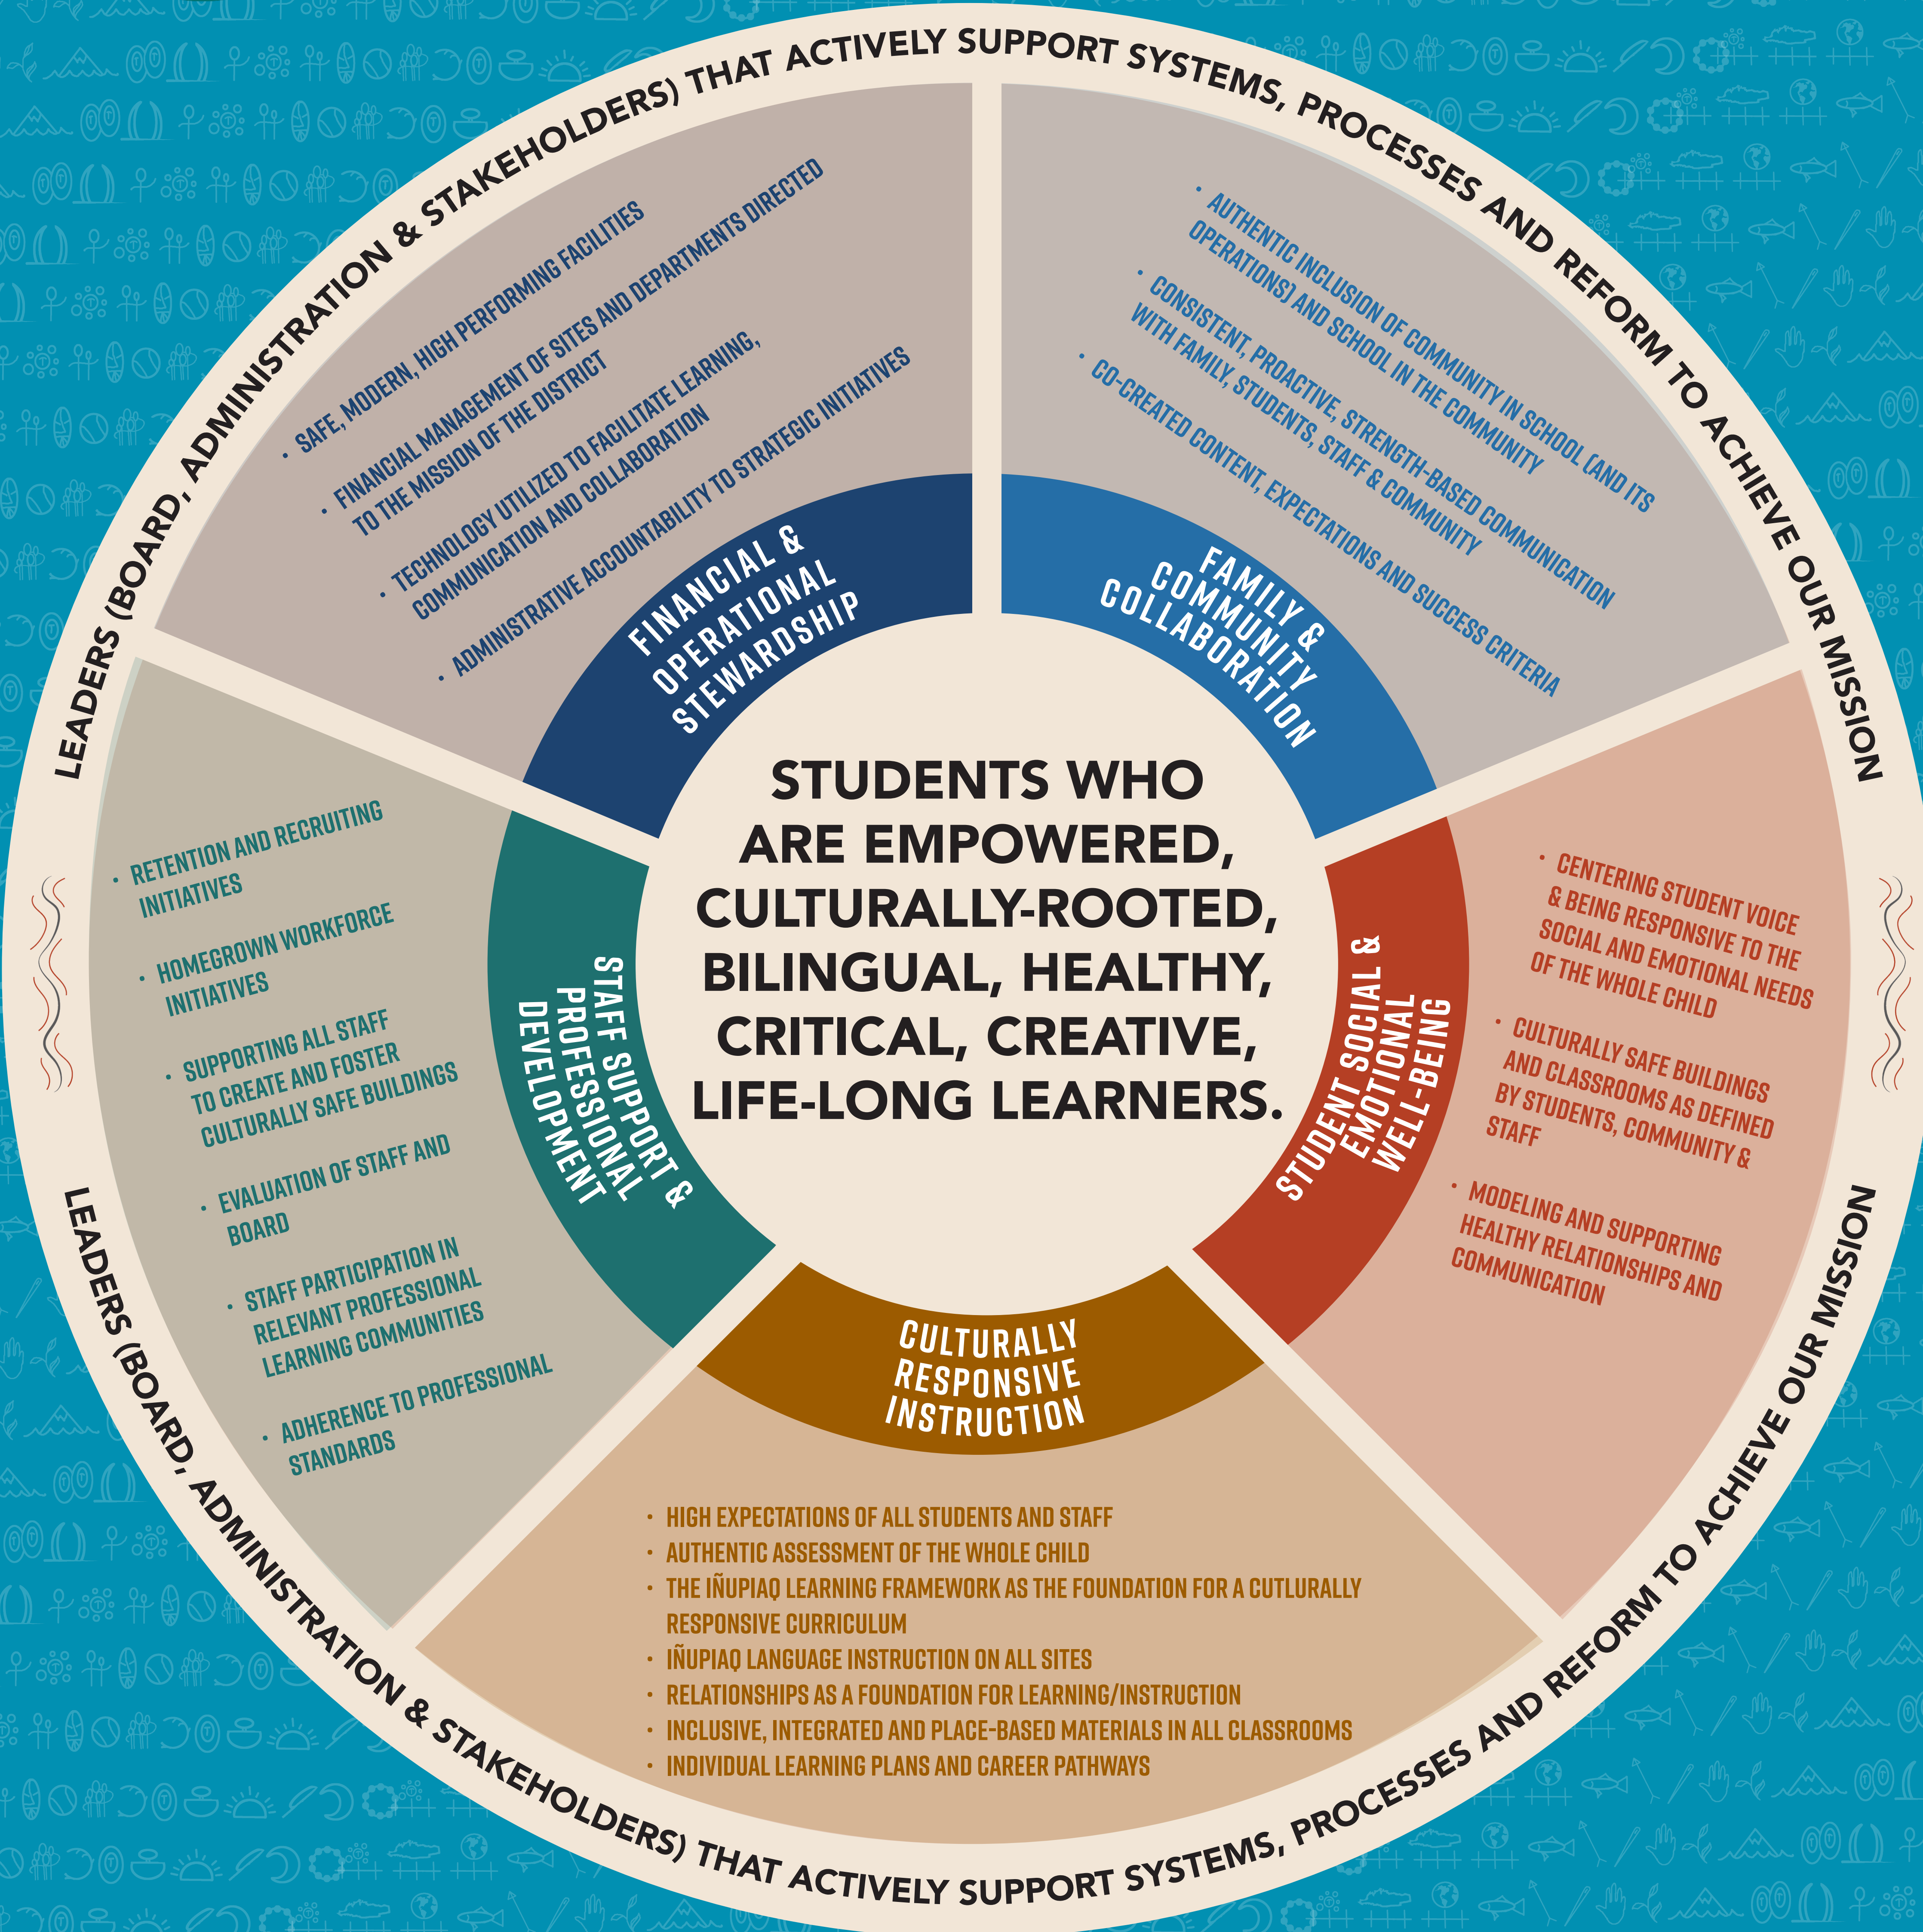 LEADERS (BOARD, ADMINISTRATION & STAKEHOLDERS) THAT ACTIVELY SUPPORT SYSTEMS, PROCESSES AND REFORM TO ACHIEVE OUR MISSION
• SAFE, MODERN, HIGH PERFORMING FACILITIES
• FINANCIAL MANAGEMENT OF SITES AND DEPARTMENTS DIRECTED
TO THE MISSION OF THE DISTRICT
• TECHNOLOGY UTILIZED TO FACILITATE LEARNING,
COMMUNICATION AND COLLABORATION
• ADMINISTRATIVE ACCOUNTABILITY TO STRATEGIC INITIATIVES
FINANCIAL &
OPERATIONAL
STEWARDSHIP
• AUTHENTIC INCLUSION OF COMMUNITY IN SCHOOL (AND ITS
OPERATIONS) AND SCHOOL IN THE COMMUNITY
• CONSISTENT, PROACTIVE, STRENGTH-BASED COMMUNICATION
WITH FAMILY, STUDENTS, STAFF & COMMUNITY
• CO-CREATED CONTENT, EXPECTATIONS AND SUCCESS CRITERIA
FAMILY &
COMMUNITY
COLLABORATION
STUDENTS WHO
ARE EMPOWERED,
CULTURALLY-ROOTED,
BILINGUAL, HEALTHY,
CRITICAL, CREATIVE,
LIFE-LONG LEARNERS.
• RETENTION AND RECRUITING
INITIATIVES
• HOMEGROWN WORKFORCE
INITIATIVES
• SUPPORTING ALL STAFF
TO CREATE AND FOSTER
CULTURALLY SAFE BUILDINGS
• EVALUATION OF STAFF AND
BOARD
• STAFF PARTICIPATION IN
RELEVANT PROFESSIONAL
LEARNING COMMUNITIES
• ADHERENCE TO PROFESSIONAL
STANDARDS
STAFF SUPPORT &
PROFESSIONAL
DEVELOPMENT
STUDENT SOCIAL &
EMOTIONAL
WELL-BEING
• CENTERING STUDENT VOICE
& BEING RESPONSIVE TO THE
SOCIAL AND EMOTIONAL NEEDS
OF THE WHOLE CHILD
• CULTURALLY SAFE BUILDINGS
AND CLASSROOMS AS DEFINED
BY STUDENTS, COMMUNITY &
STAFF
• MODELING AND SUPPORTING
HEALTHY RELATIONSHIPS AND
COMMUNICATION
CULTURALLY
RESPONSIVE
INSTRUCTION
• HIGH EXPECTATIONS OF ALL STUDENTS AND STAFF
• AUTHENTIC ASSESSMENT OF THE WHOLE CHILD
• THE IÑUPIAQ LEARNING FRAMEWORK AS THE FOUNDATION FOR A CUTLURALLY
RESPONSIVE CURRICULUM
• IÑUPIAQ LANGUAGE INSTRUCTION ON ALL SITES
• RELATIONSHIPS AS A FOUNDATION FOR LEARNING/INSTRUCTION
• INCLUSIVE, INTEGRATED AND PLACE-BASED MATERIALS IN ALL CLASSROOMS
• INDIVIDUAL LEARNING PLANS AND CAREER PATHWAYS
LEADERS (BOARD, ADMINISTRATION & STAKEHOLDERS) THAT ACTIVELY SUPPORT SYSTEMS, PROCESSES AND REFORM TO ACHIEVE OUR MISSION